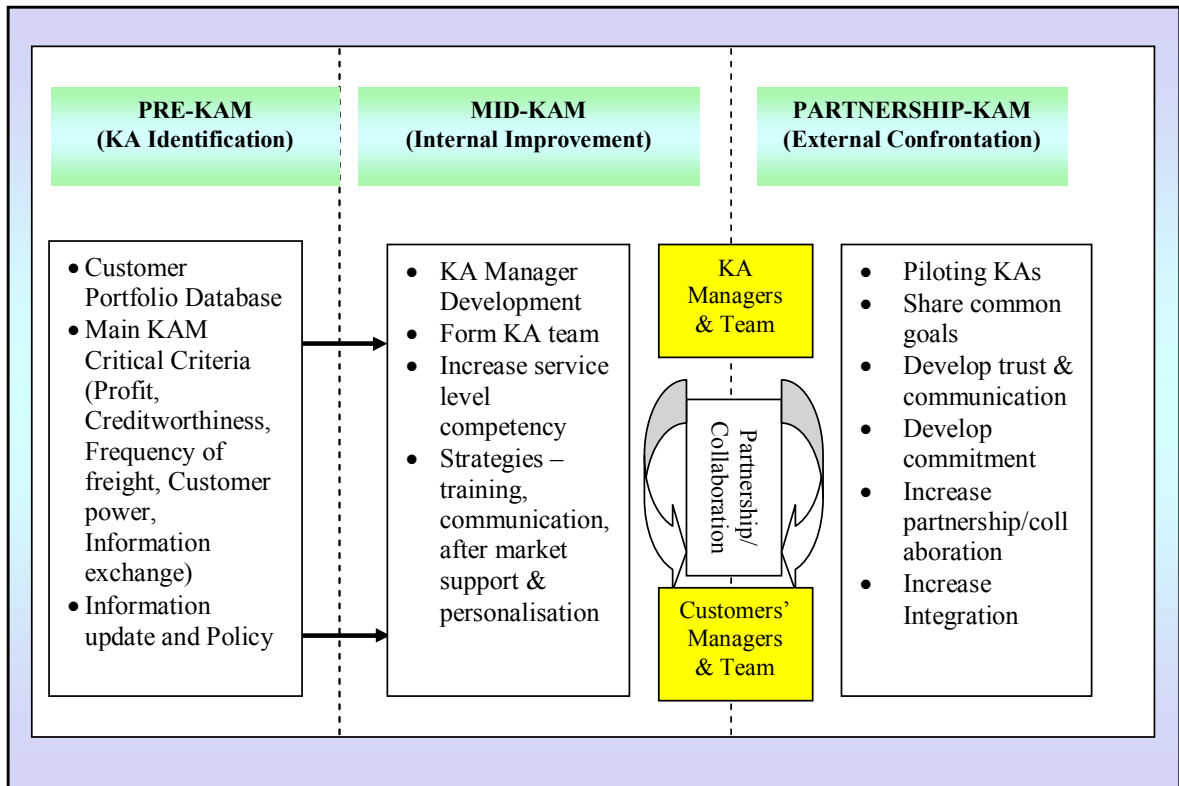 PRE-KAM
(KA Identification)
MID-KAM
(Internal Improvement)
PARTNERSHIP-KAM
(External Confrontation)
• Customer
Portfolio Database
• Main KAM
Critical Criteria
(Profit,
Creditworthiness,
Frequency of
freight, Customer
power,
Information
exchange)
• Information
update and Policy
• KA Manager
Development
• Form KA team
• Increase service
level
competency
• Strategies –
training,
communication,
after market
support &
personalisation
KA
Managers
& Team
Partnership/
Collaboration
Customers’
Managers
& Team
• Piloting KAs
• Share common
goals
• Develop trust &
communication
• Develop
commitment
• Increase
partnership/coll
aboration
• Increase
Integration